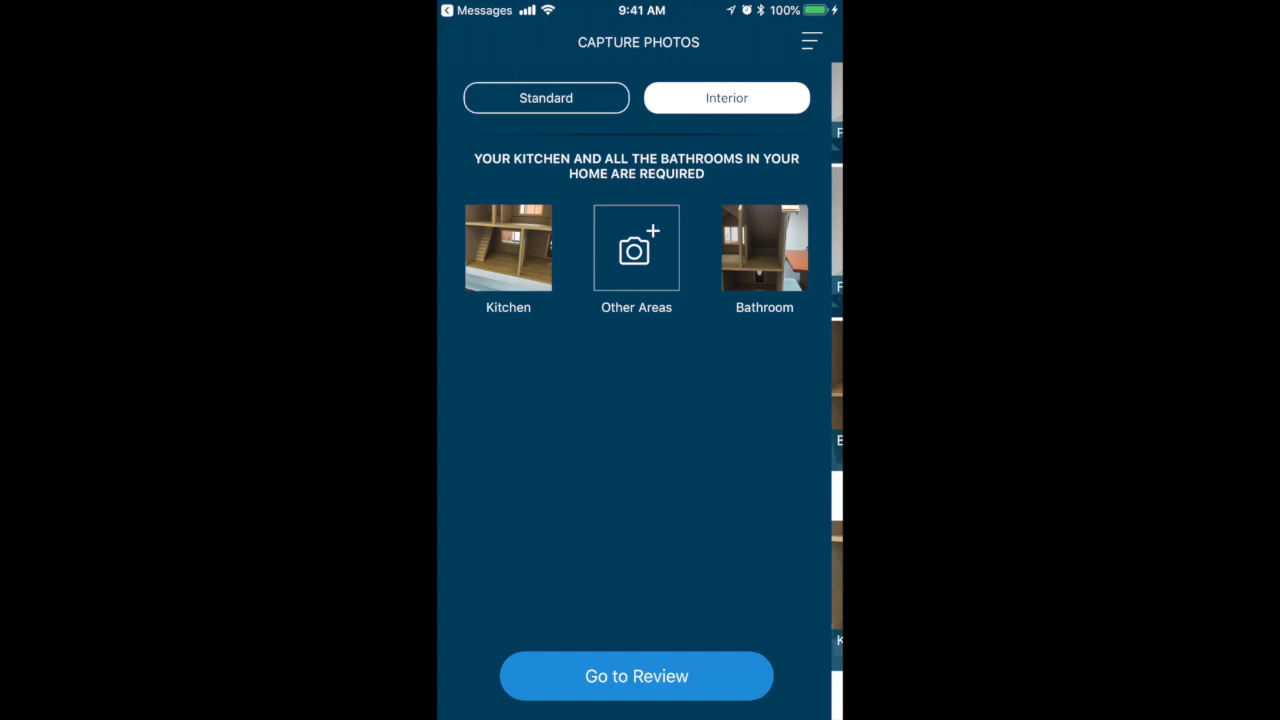 Messages 9:41 AM 100%
CAPTURE PHOTOS
Standard
Interior
YOUR KITCHEN AND ALL THE BATHROOMS IN YOUR
HOME ARE REQUIRED
Kitchen
Other Areas
Bathroom
Go to Review